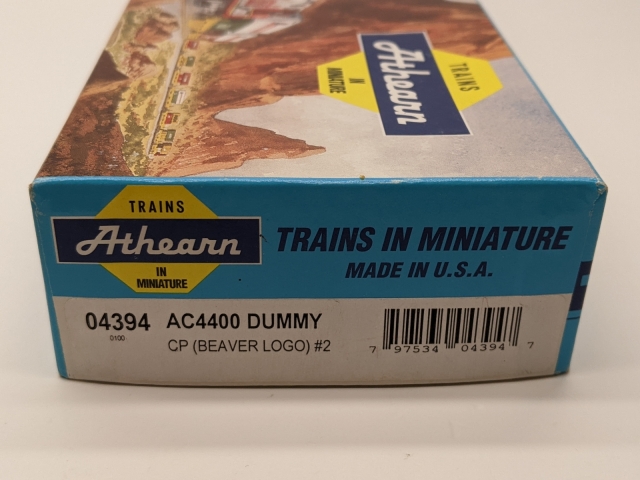 TRAINS
Athearn
IN
MINIATURE
TRAINS
Athearn
IN
MINIATURE
TRAINS IN MINIATURE
MADE IN U.S.A.
04394 AC4400 DUMMY
0100
CP (BEAVER LOGO) #2
7 97534 04394 7